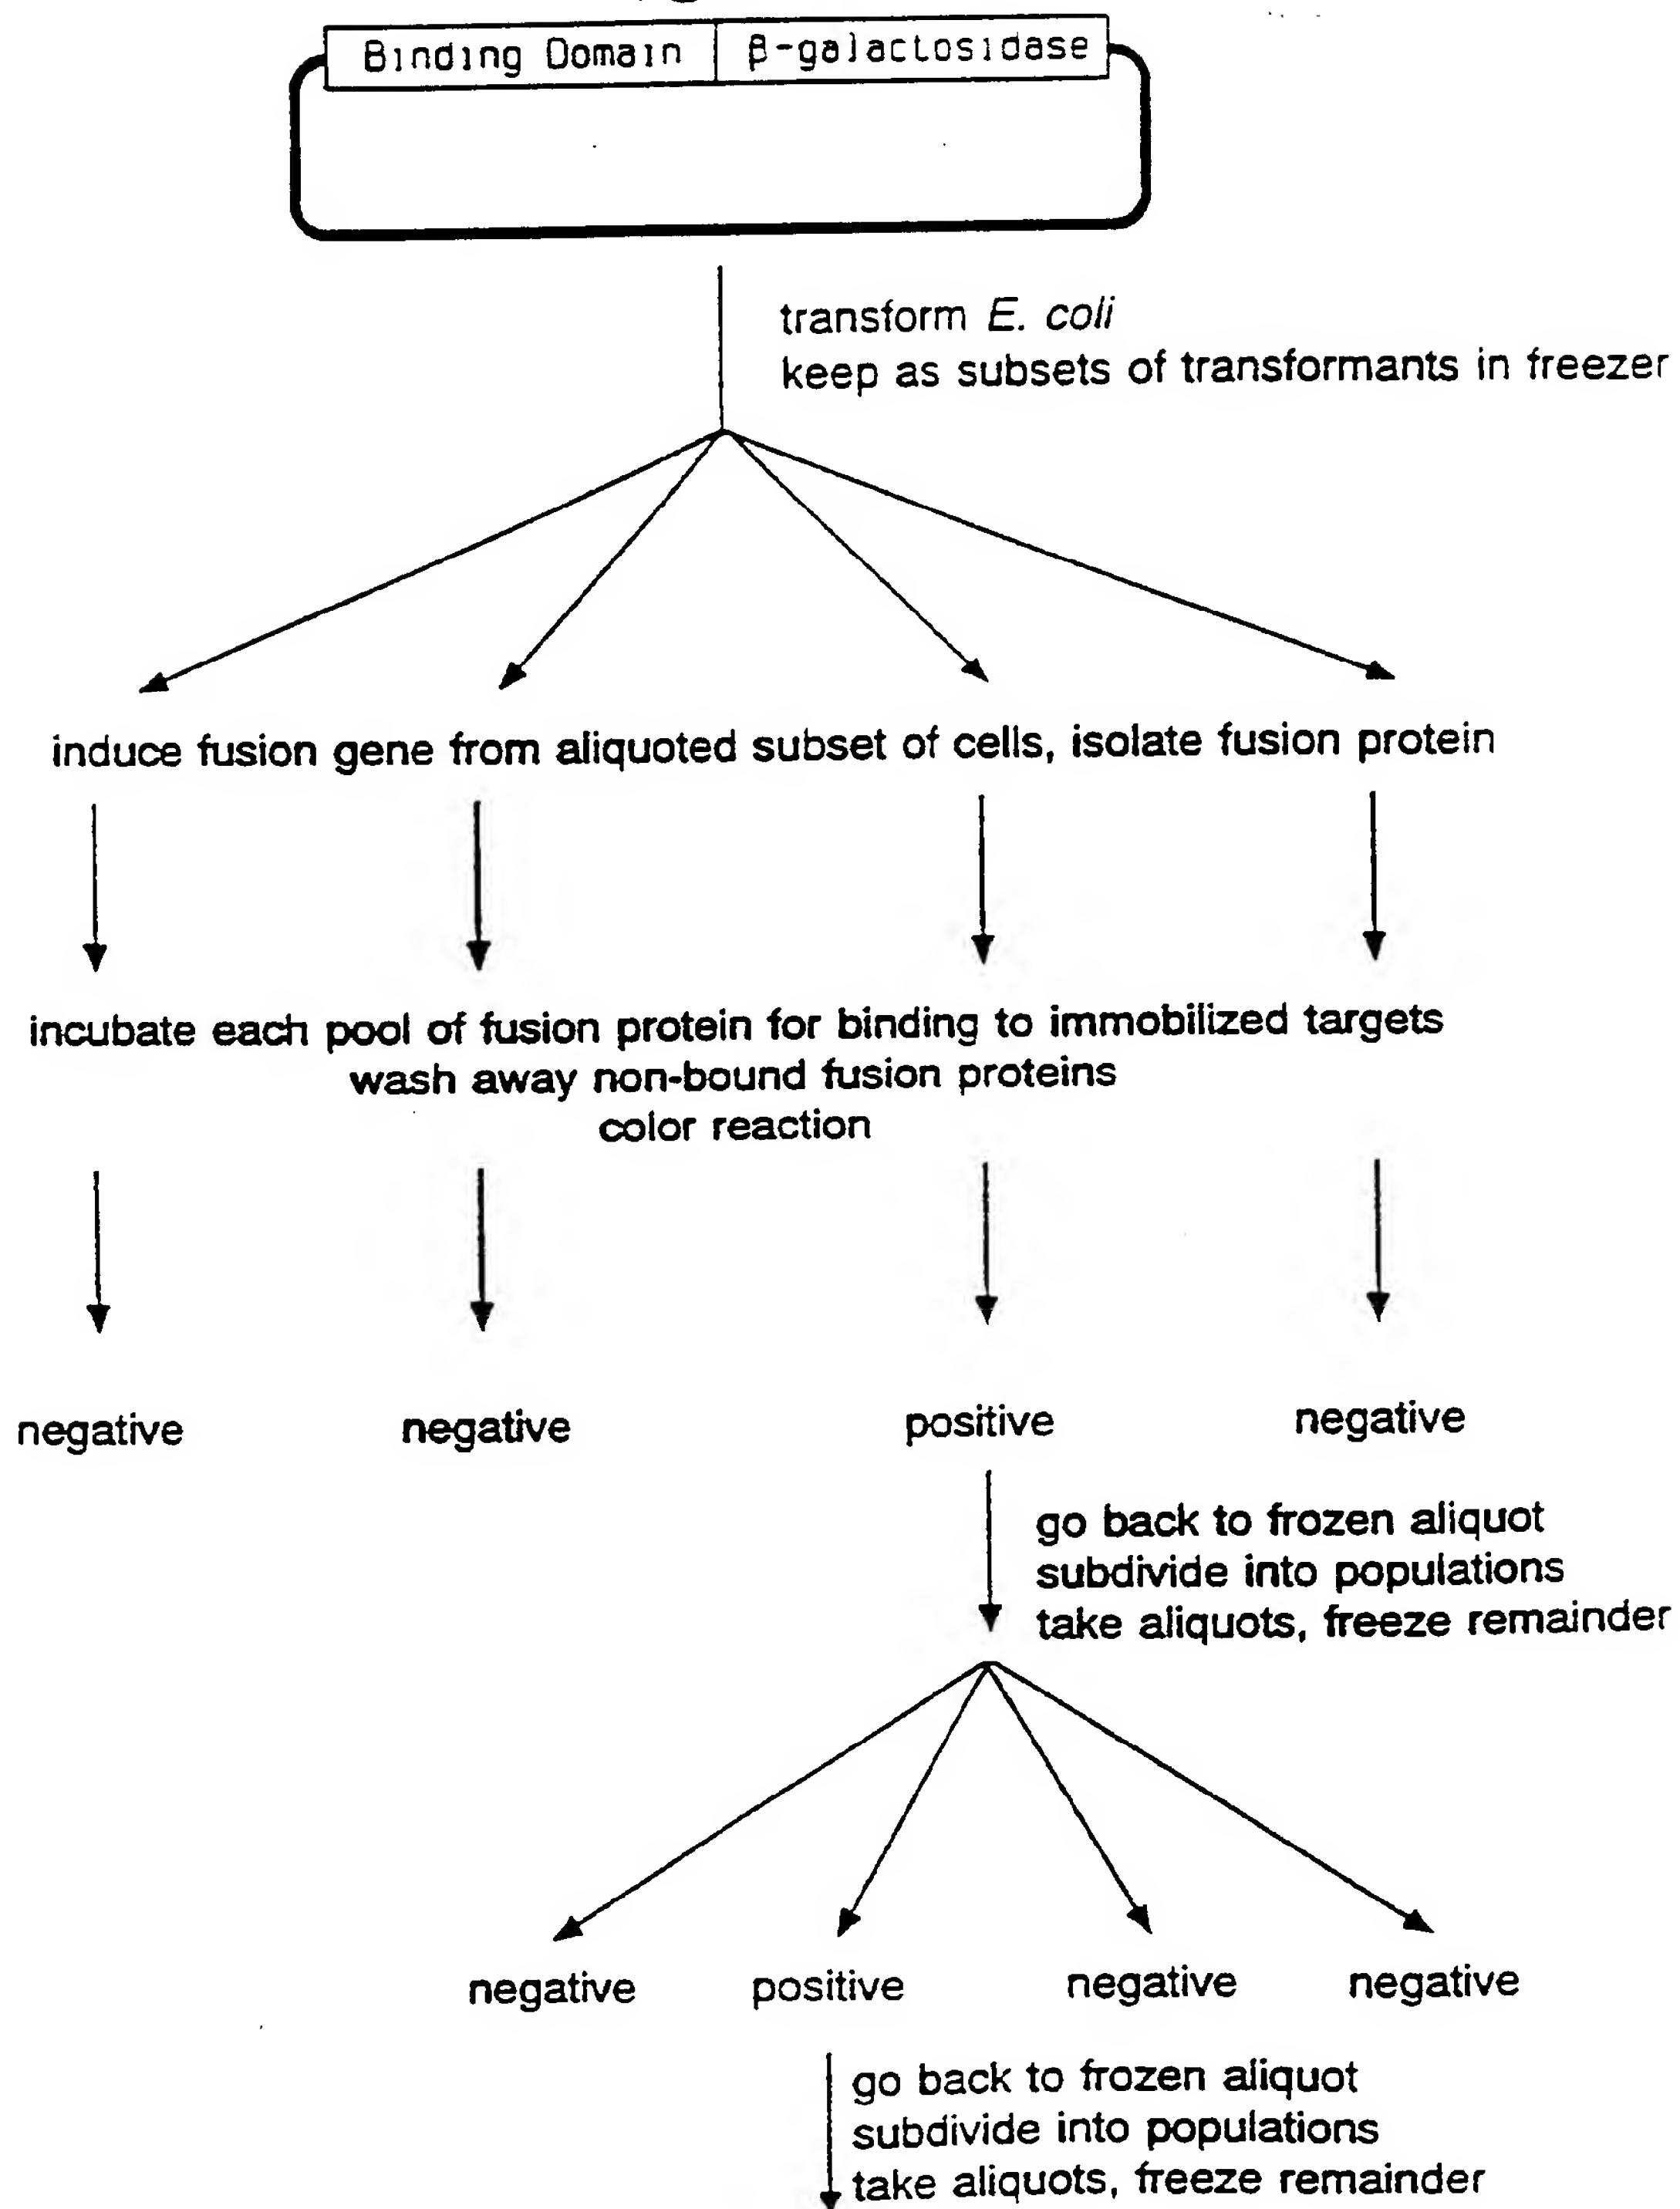 Binding Domain β-galactosidase
transform E. coli
keep as subsets of transformants in freezer
induce fusion gene from aliquoted subset of cells, isolate fusion protein
incubate each pool of fusion protein for binding to immobilized targets
wash away non-bound fusion proteins
color reaction
negative negative positive negative
go back to frozen aliquot
subdivide into populations
take aliquots, freeze remainder
negative positive negative negative
go back to frozen aliquot
subdivide into populations
take aliquots, freeze remainder